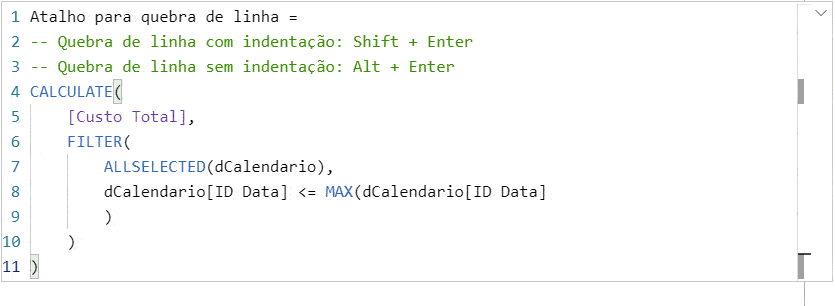 1 Atalho para quebra de linha =
2 -- Quebra de linha com indentação: Shift + Enter
3 -- Quebra de linha sem indentação: Alt + Enter
4 CALCULATE(
5 [Custo Total],
6 FILTER(
7 ALLSELECTED(dCalendario),
8 dCalendario[ID Data] <= MAX(dCalendario[ID Data]
9 )
10 )
11 )